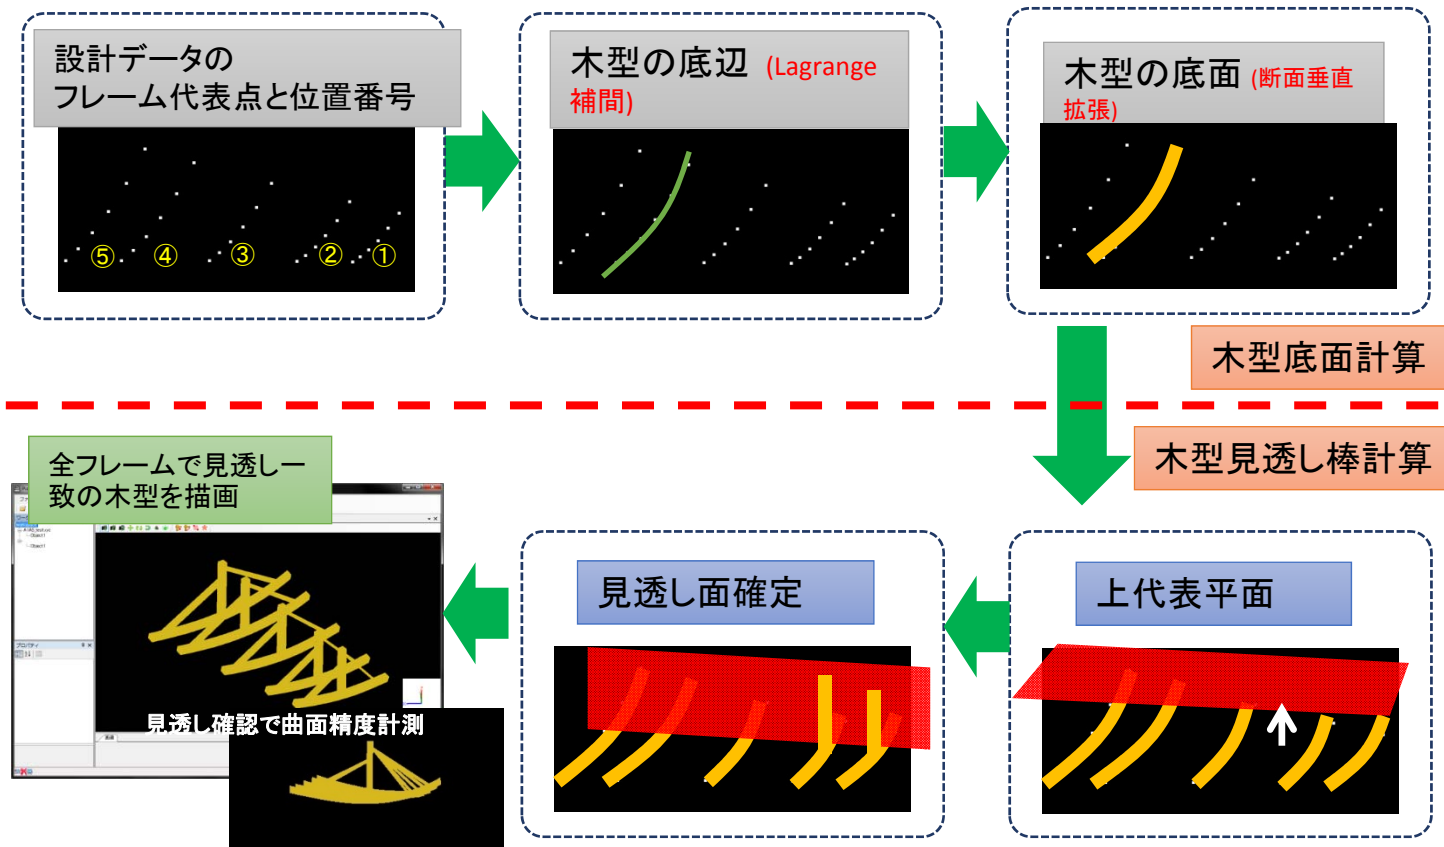 設計データの
フレーム代表点と位置番号
⑤ ④ ③ ② ①
木型の底辺 (Lagrange
補間)
木型の底面 (断面垂直
拡張)
木型底面計算
木型見透し棒計算
上代表平面
見透し面確定
全フレームで見透し一
致の木型を描画
プロパティ
見透し確認で曲面精度計測